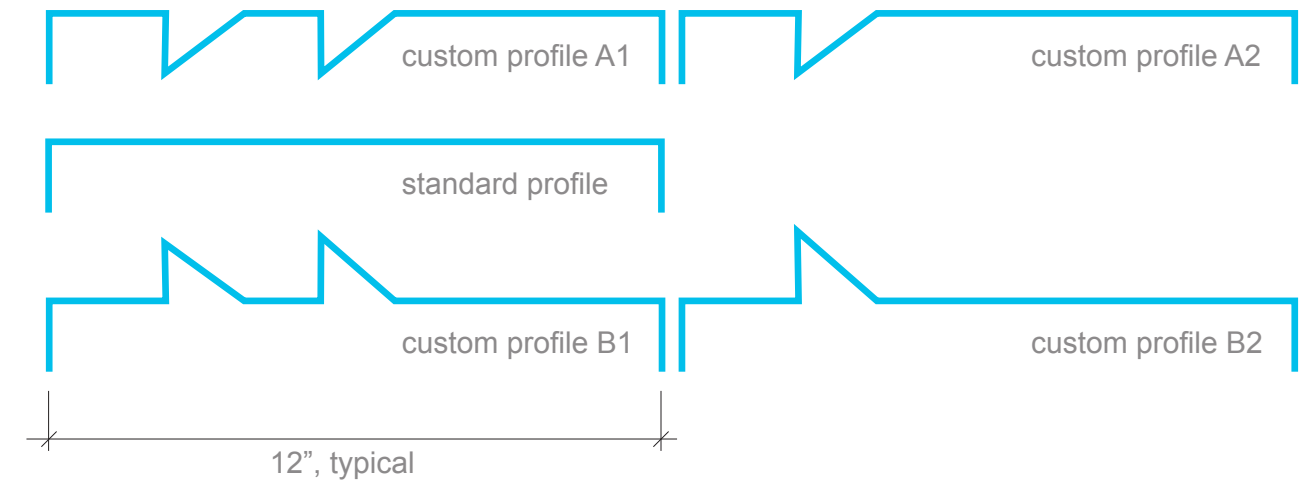 custom profile A1
custom profile A2
standard profile
custom profile B1
custom profile B2
12”, typical